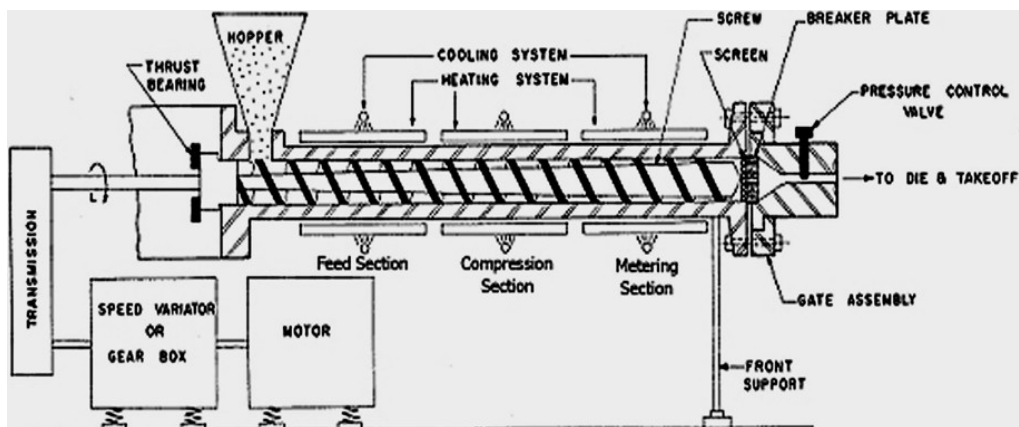 HOPPER
THRUST
BEARING
COOLING SYSTEM
HEATING SYSTEM
SCREW
BREAKER PLATE
SCREEN
PRESSURE CONTROL
VALVE
TO DIE & TAKEOFF
L
TRANSMISSION
Feed Section
Compression
Section
Metering
Section
GATE ASSEMBLY
SPEED VARIATOR
OR
GEAR BOX
MOTOR
FRONT
SUPPORT